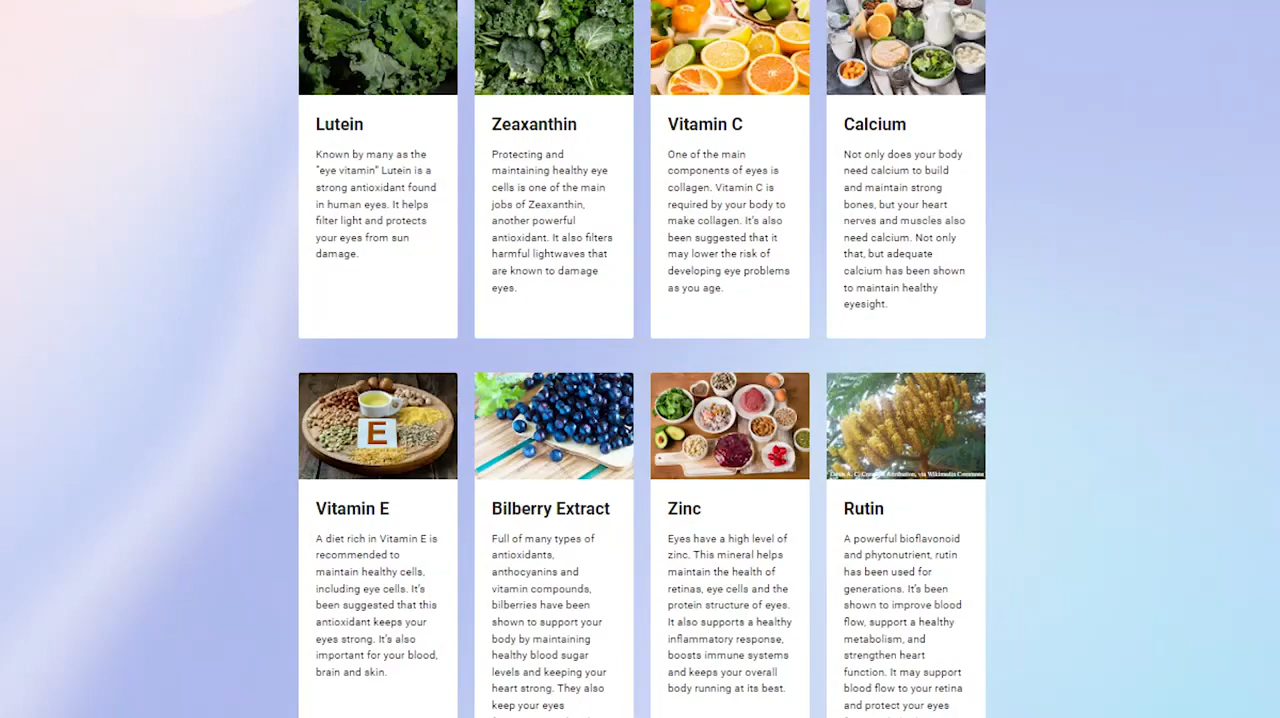 Lutein
Known by many as the
"eye vitamin" Lutein is a
strong antioxidant found
in human eyes. It helps
filter light and protects
your eyes from sun
damage.
Zeaxanthin
Protecting and
maintaining healthy eye
cells is one of the main
jobs of Zeaxanthin,
another powerful
antioxidant. It also filters
harmful lightwaves that
are known to damage
eyes.
Vitamin C
One of the main
components of eyes is
collagen. Vitamin C is
required by your body to
make collagen. It's also
been suggested that it
may lower the risk of
developing eye problems
as you age.
Calcium
Not only does your body
need calcium to build
and maintain strong
bones, but your heart
nerves and muscles also
need calcium. Not only
that, but adequate
calcium has been shown
to maintain healthy
eyesight.
E
Vitamin E
A diet rich in Vitamin E is
recommended to
maintain healthy cells,
including eye cells. It's
been suggested that this
antioxidant keeps your
eyes strong. It's also
important for your blood,
brain and skin.
Bilberry Extract
Full of many types of
antioxidants,
anthocyanins and
vitamin compounds,
bilberries have been
shown to support your
body by maintaining
healthy blood sugar
levels and keeping your
heart strong. They also
keep your eyes
Zinc
Eyes have a high level of
zinc. This mineral helps
maintain the health of
retinas, eye cells and the
protein structure of eyes.
It also supports a healthy
inflammatory response,
boosts immune systems
and keeps your overall
body running at its best.
via Wikimedia Commons
Rutin
A powerful bioflavonoid
and phytonutrient, rutin
has been used for
generations. It's been
shown to improve blood
flow, support a healthy
metabolism, and
strengthen heart
function. It may support
blood flow to your retina
and protect your eyes